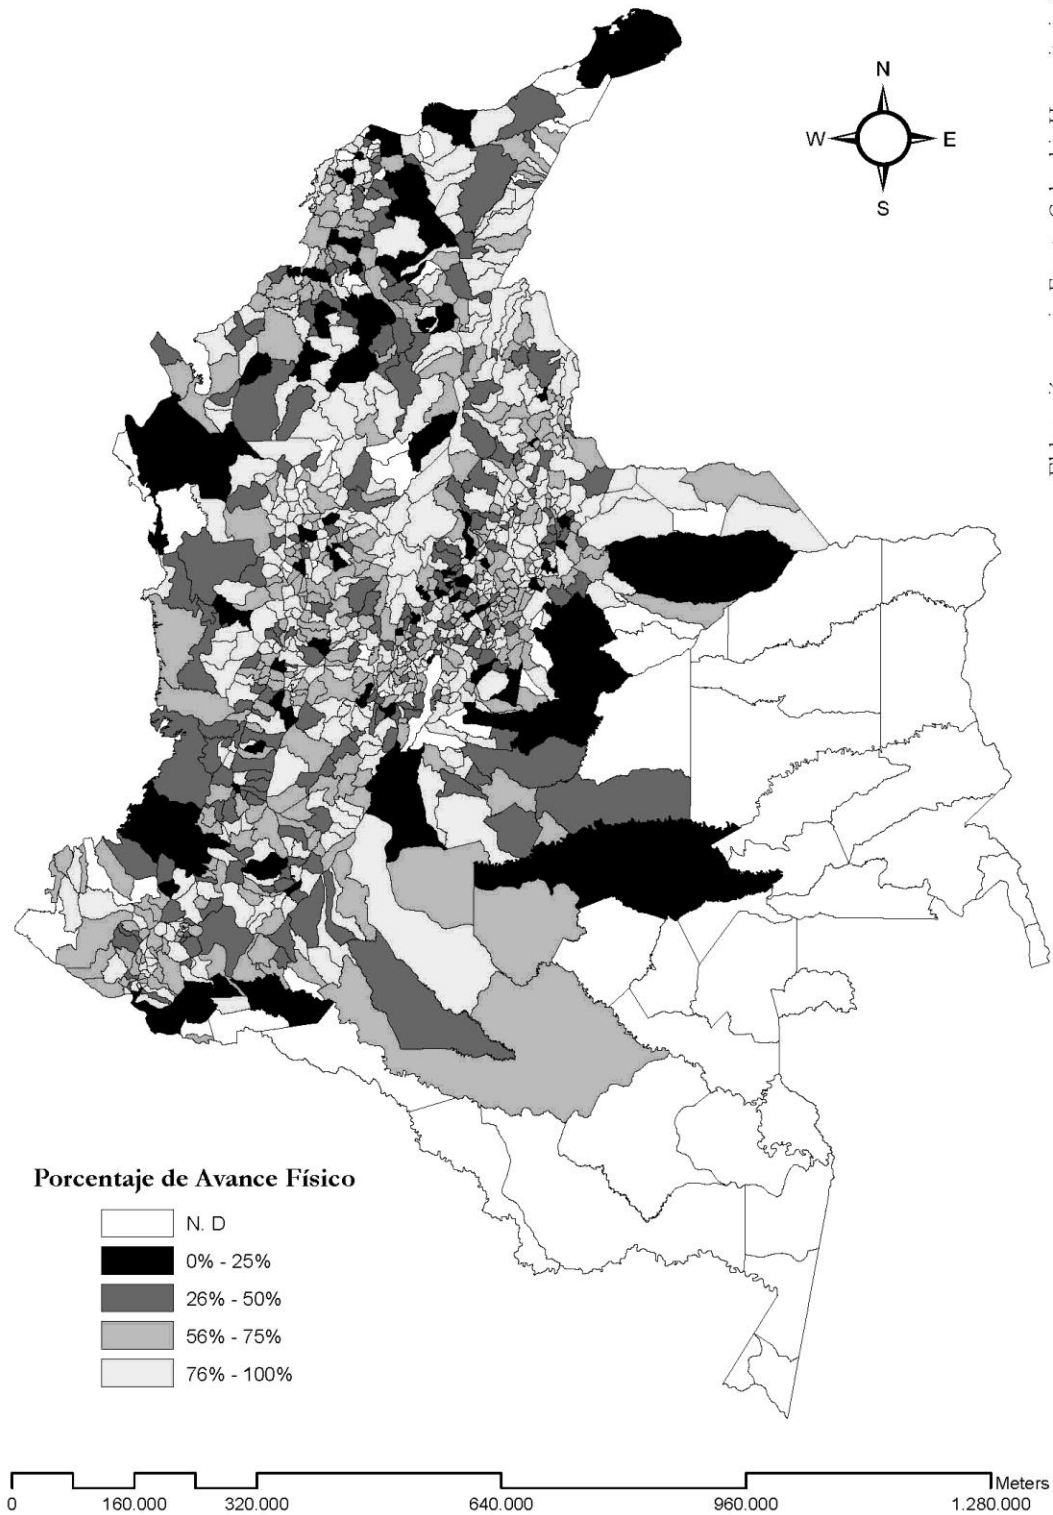 N
W E
S
Porcentaje de Avance Físico
N. D
0% - 25%
26% - 50%
56% - 75%
76% - 100%
Meters
0 160.000 320.000 640.000 960.000 1.280.000